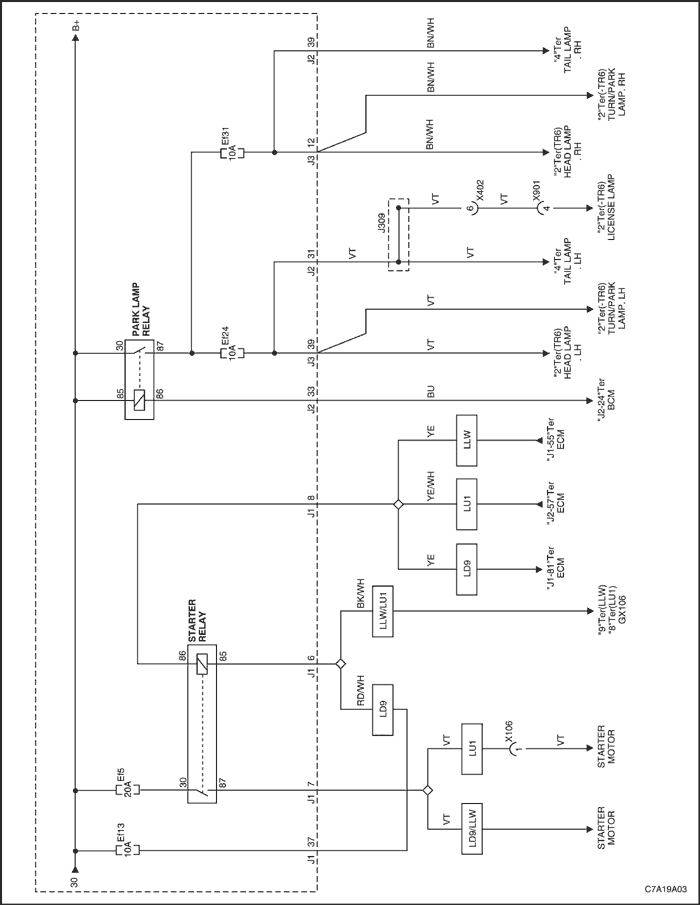 B+
39
J2
BN/WH
"4"Ter
TAIL LAMP
. RH
BN/WH
"2"Ter(-TR6)
TURN/PARK
LAMP. RH
Ef31
10A
12
J3
BN/WH
"2"Ter(TR6)
HEAD LAMP
. RH
J309
VT
6
X402
VT
X901
4
"2"Ter(-TR6)
LICENSE LAMP
31
J2
VT
VT
"4"Ter
TAIL LAMP
. LH
VT
"2"Ter(-TR6)
TURN/PARK
LAMP. LH
PARK LAMP
RELAY
30
87
Ef24
10A
39
J3
VT
"2"Ter(TR6)
HEAD LAMP
. LH
85
86
33
J2
BU
"J2-24"Ter
BCM
YE
LLW
"J1-55"Ter
ECM
8
J1
YE/WH
LU1
"J2-57"Ter
ECM
YE
LD9
"J1-81"Ter
ECM
STARTER
RELAY
BK/WH
LLW/LU1
"9"Ter(LLW)
"8"Ter(LU1)
GX106
86
85
6
J1
RD/WH
LD9
VT
LU1
X106
1
VT
STARTER
MOTOR
Ef5
20A
30
87
7
J1
VT
LD9/LLW
STARTER
MOTOR
30
Ef13
10A
37
J1
C7A19A03